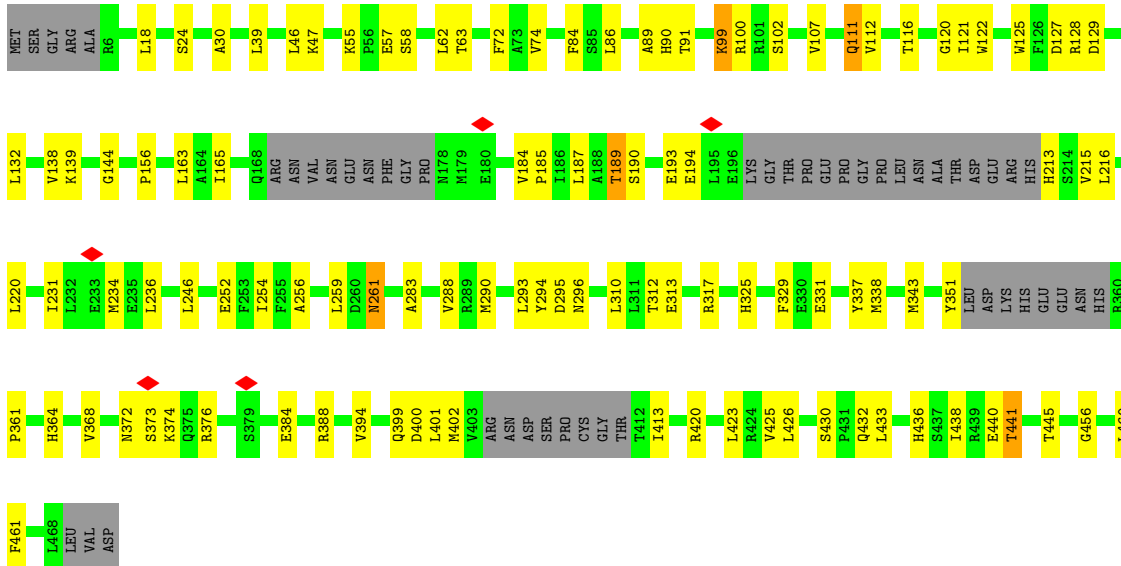 MET SER GLY ARG ALA R6 L18 S24 A30 L39 L46 K47 K55 P56 E57 S58 L62 T63 F72 A73 V74 F84 S85 L86 A89 H90 T91 K99 R100 R101 S102 V107 Q111 V112 T116 G120 I121 W122 W125 F126 D127 R128 D129
L132 V138 K139 G144 P156 L163 A164 I165 Q168 ARG ASN VAL ASN GLU ASN PHE GLY PRO N178 M179 E180 V184 P185 I186 L187 A188 T189 S190 E193 E194 L195 E196 LYS GLY THR PRO GLU PRO GLY PRO LEU ASN ALA THR ASP GLU ARG HIS H213 S214 V215 L216
L220 I231 L232 E233 M234 E235 L236 L246 E252 F253 I254 F255 A256 L259 D260 N261 A283 V288 R289 M290 L293 Y294 D295 N296 L310 L311 T312 E313 R317 H325 F329 E330 E331 Y337 M338 M343 Y351 LEU ASP LYS HIS GLU GLU ASN HIS R360
P361 H364 V368 N372 S373 K374 Q375 R376 S379 E384 R388 V394 Q399 D400 L401 M402 V403 ARG ASN ASP SER PRO CYS GLY THR T412 I413 R420 L423 R424 V425 L426 S430 P431 Q432 L433 H436 S437 I438 R439 E440 T441 T445 G456
F461 L468 LEU VAL ASP